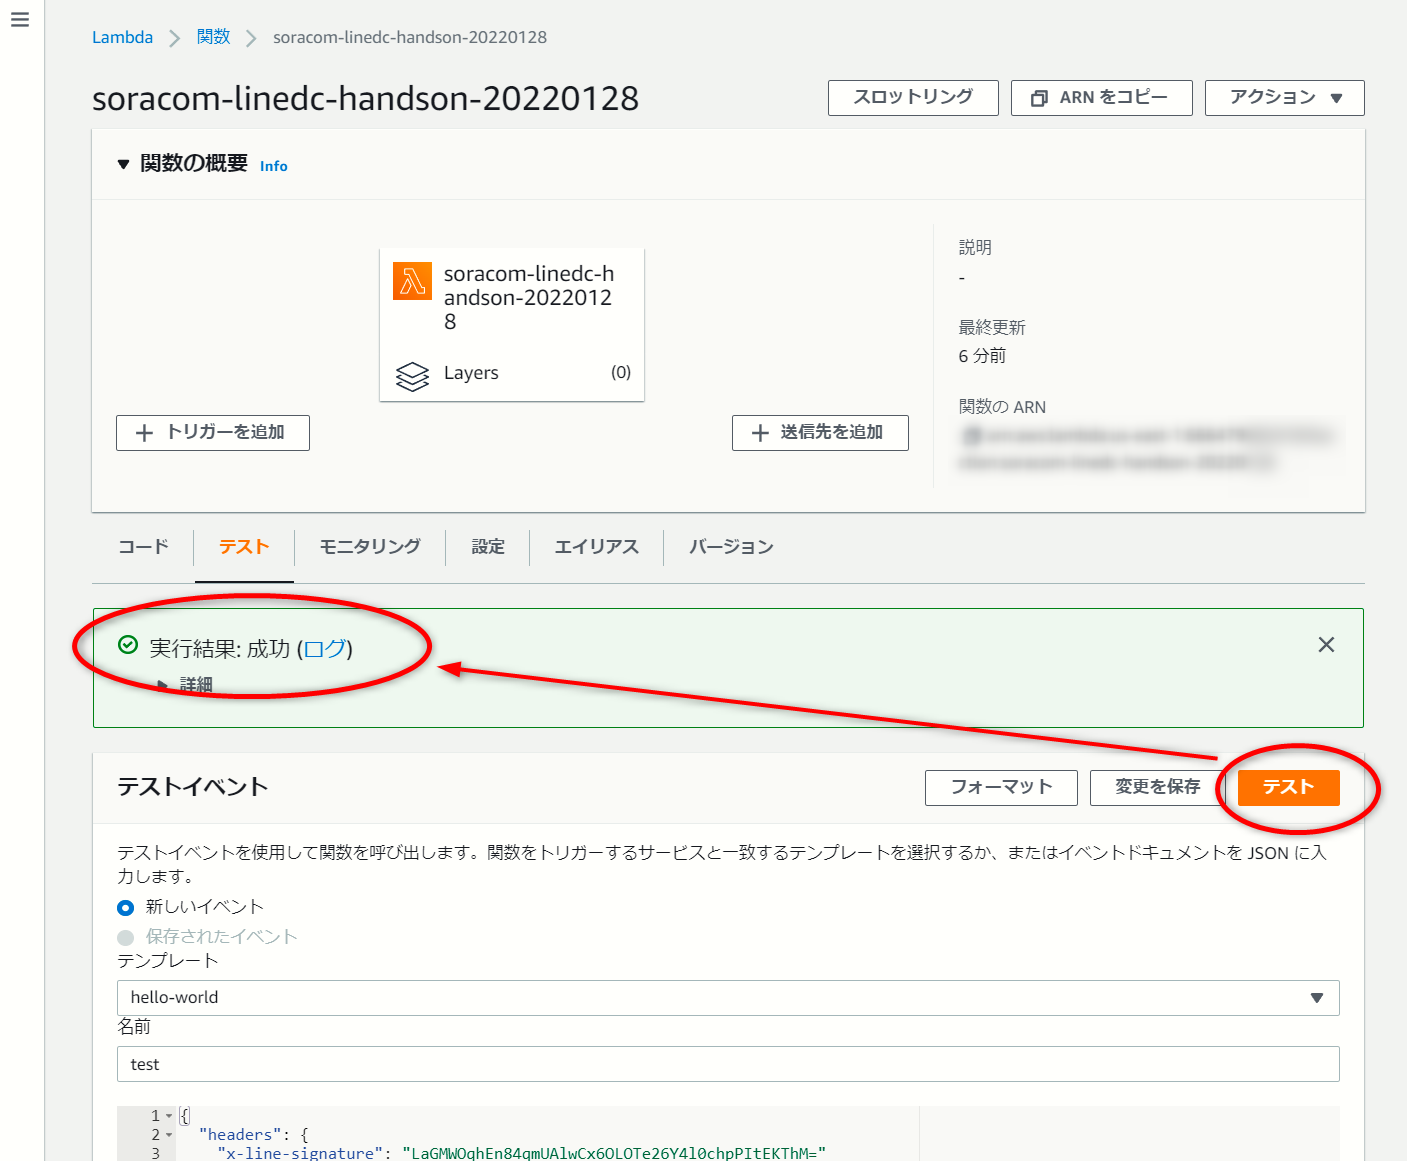 Lambda > 関数 > soracom-linedc-handson-20220128
soracom-linedc-handson-20220128
スロットリング
ARN をコピー
アクション ▼
▼ 関数の概要 Info
soracom-linedc-h
andson-2022012
8
Layers (0)
+ トリガーを追加
+ 送信先を追加
説明
-
最終更新
6 分前
関数の ARN
コード
テスト
モニタリング
設定
エイリアス
バージョン
実行結果: 成功 (ログ)
▶ 詳細
テストイベント
フォーマット
変更を保存
テスト
テストイベントを使用して関数を呼び出します。関数をトリガーするサービスと一致するテンプレートを選択するか、またはイベントドキュメントを JSON に入
力します。
新しいイベント
保存されたイベント
テンプレート
hello-world
名前
test
1 {
2 "headers": {
3 "x-line-signature": "LaGMWOqhEn84qmUAlwCx6OLOTe26Y4l0chpPItEKThM="